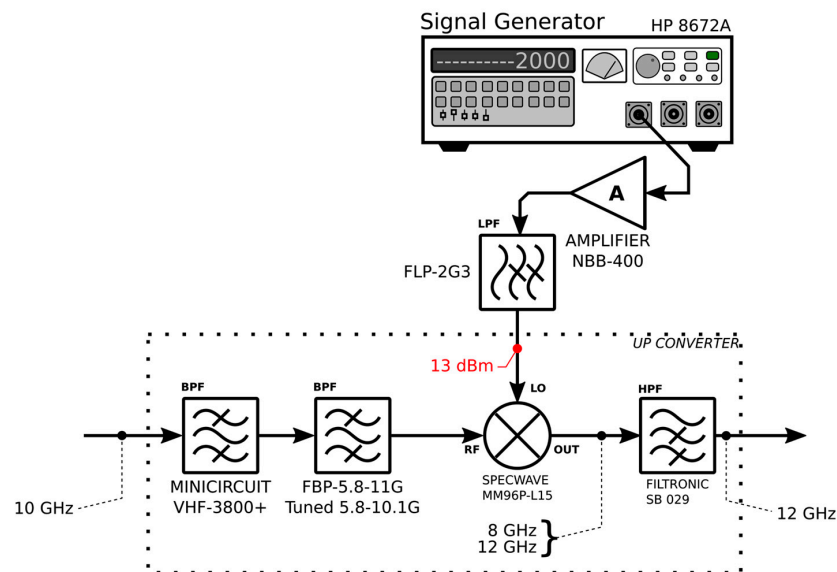 Signal Generator
HP 8672A
----------2000
A
AMPLIFIER
NBB-400
LPF
FLP-2G3
UP CONVERTER
13 dBm
LO
BPF
BPF
HPF
RF
OUT
MINICIRCUIT
VHF-3800+
FBP-5.8-11G
Tuned 5.8-10.1G
SPECWAVE
MM96P-L15
FILTRONIC
SB 029
10 GHz
8 GHz
12 GHz
12 GHz